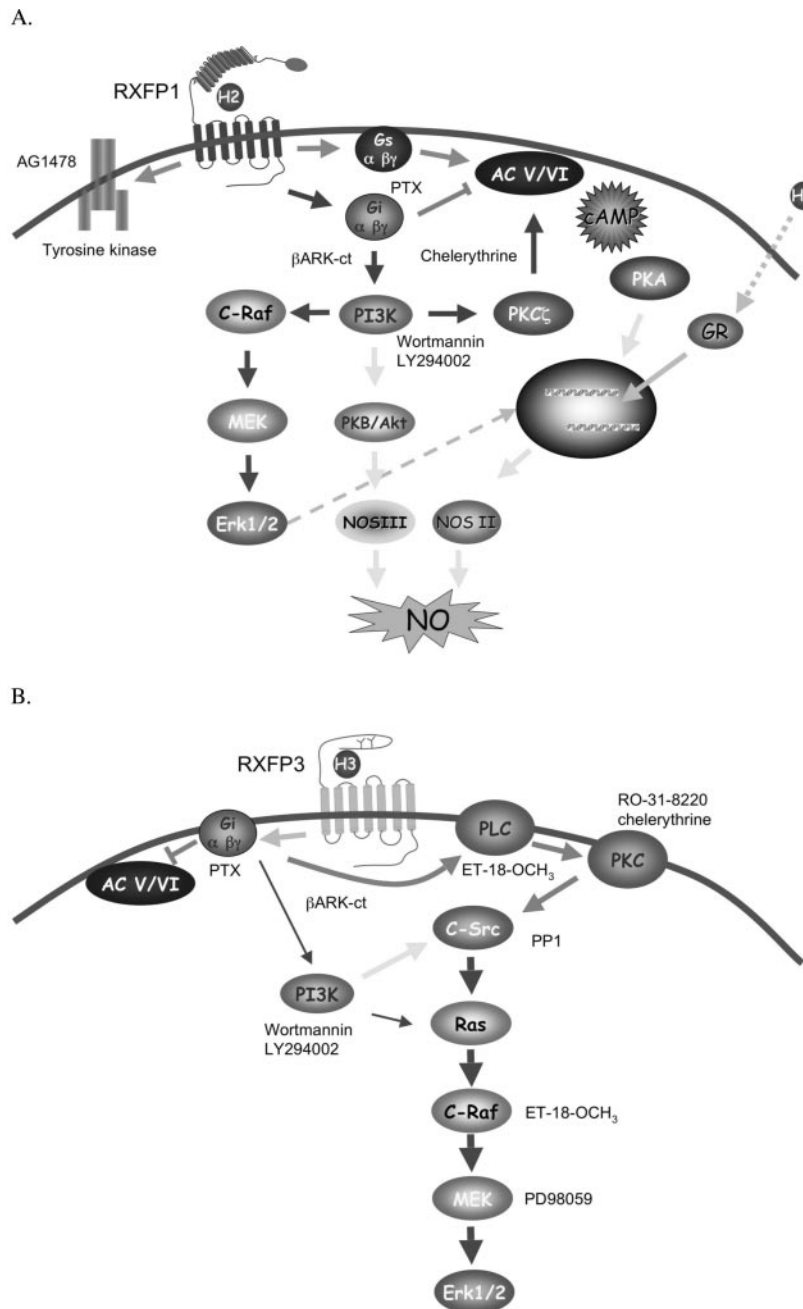 A.
RXFP1
H2
Gs
α βγ
AG1478
AC V/VI
PTX
Gi
α βγ
cAMP
H
Tyrosine kinase
βARK-ct
Chelerythrine
PKA
C-Raf
PI3K
PKCζ
GR
Wortmannin
LY294002
MEK
PKB/Akt
Erk1/2
NOSIII
NOS II
NO
B.
RXFP3
H3
Gi
α βγ
PLC
RO-31-8220
chelerythrine
PKC
AC V/VI
PTX
ET-18-OCH₃
βARK-ct
C-Src
PP1
PI3K
Ras
Wortmannin
LY294002
C-Raf
ET-18-OCH₃
MEK
PD98059
Erk1/2